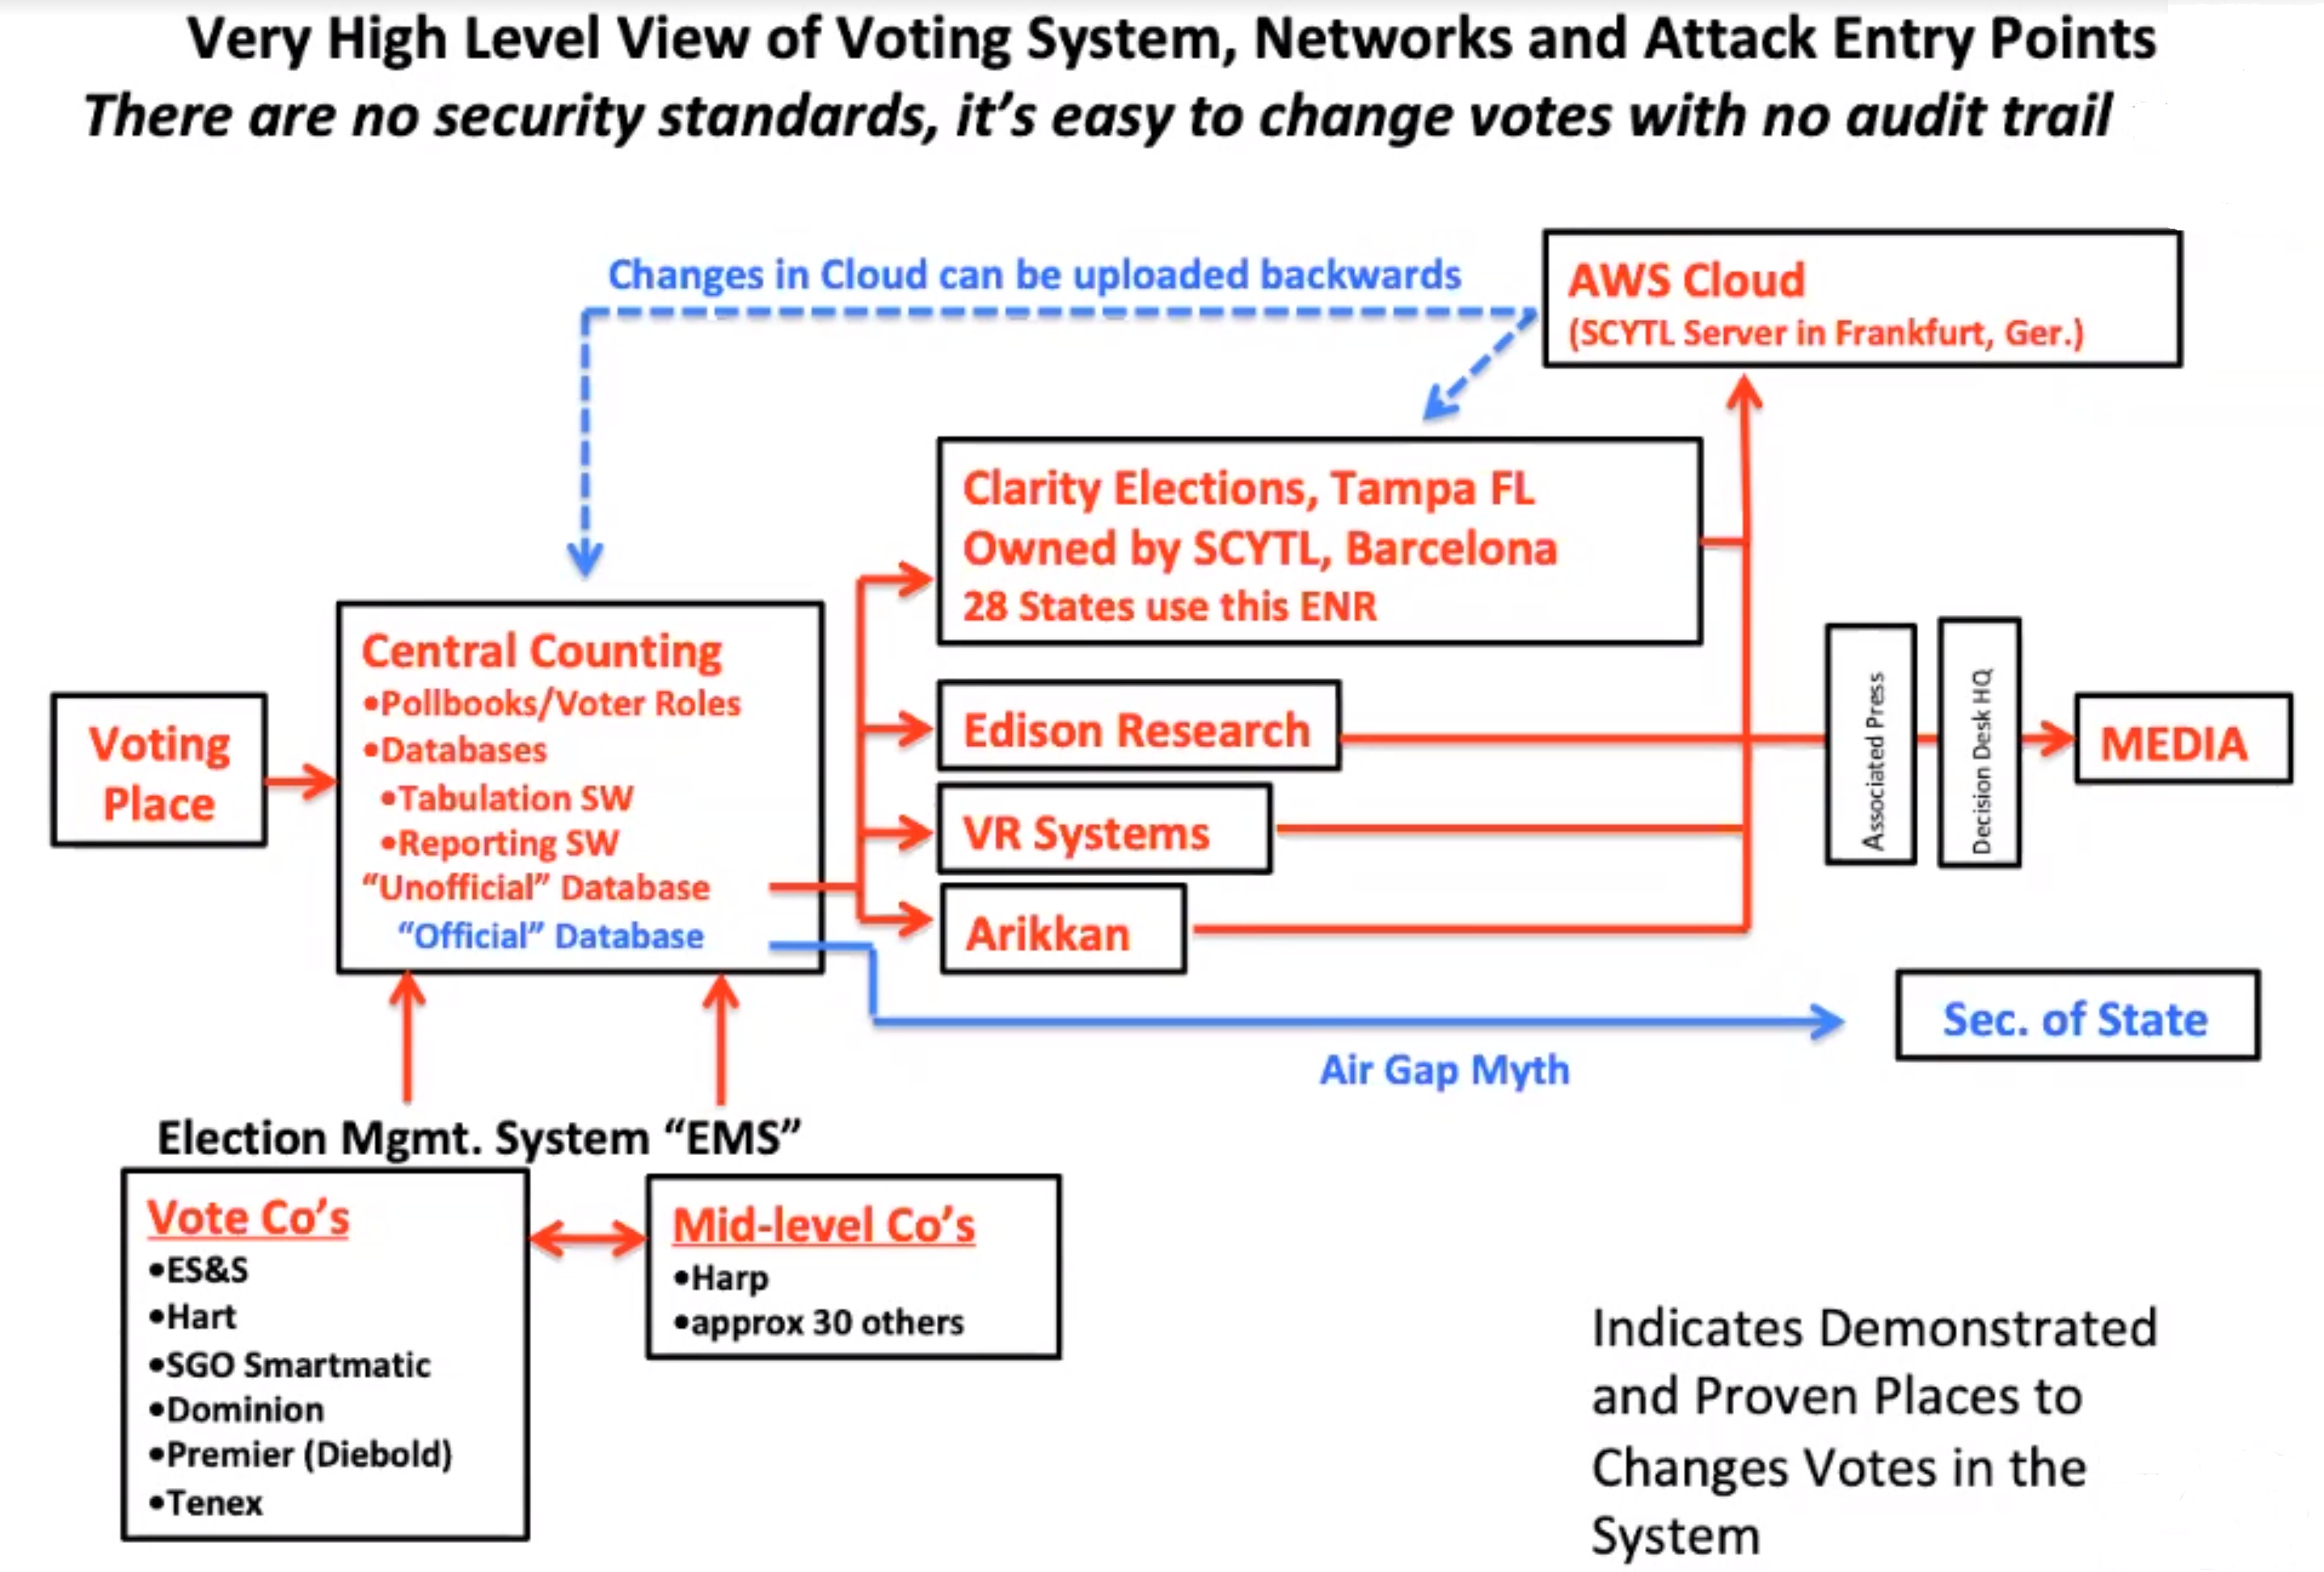 Very High Level View of Voting System, Networks and Attack Entry Points
There are no security standards, it's easy to change votes with no audit trail
Changes in Cloud can be uploaded backwards
AWS Cloud
(SCYTL Server in Frankfurt, Ger.)
Clarity Elections, Tampa FL
Owned by SCYTL, Barcelona
28 States use this ENR
Central Counting
•Pollbooks/Voter Roles
•Databases
•Tabulation SW
•Reporting SW
“Unofficial” Database
“Official” Database
Voting
Place
Edison Research
VR Systems
Arikkan
Associated Press
Decision Desk HQ
MEDIA
Sec. of State
Air Gap Myth
Election Mgmt. System “EMS”
Vote Co’s
•ES&S
•Hart
•SGO Smartmatic
•Dominion
•Premier (Diebold)
•Tenex
Mid-level Co’s
•Harp
•approx 30 others
Indicates Demonstrated
and Proven Places to
Changes Votes in the
System